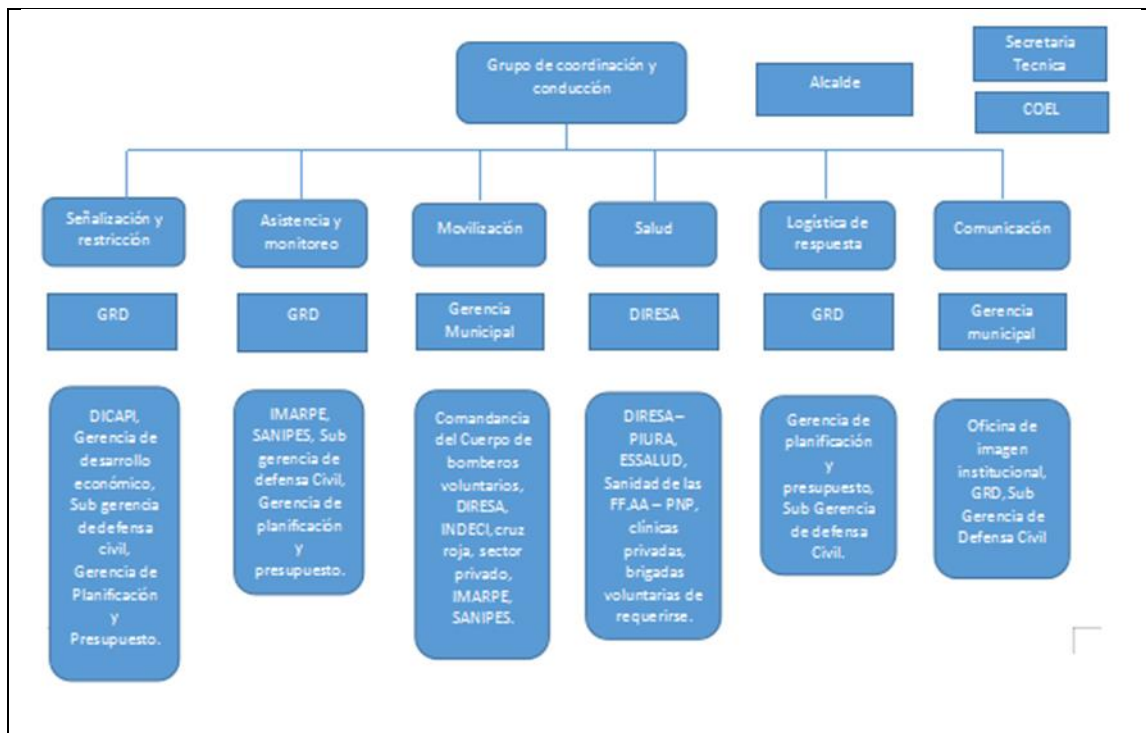 Grupo de coordinación y
conducción
Alcalde
Secretaria
Tecnica
COEL
Señalización y
restricción
Asistencia y
monitoreo
Movilización
Salud
Logística de
respuesta
Comunicación
GRD
GRD
Gerencia
Municipal
DIRESA
GRD
Gerencia
municipal
DICAPI,
Gerencia de
desarrollo
económico,
Sub gerencia
de defensa
civil,
Gerencia de
Planificación
y
Presupuesto.
IMARPE,
SANIPES, Sub
gerencia de
defensa Civil,
Gerencia de
planificación
y
presupuesto.
Comandancia
del Cuerpo de
bomberos
voluntarios,
DIRESA,
INDECI, cruz
roja, sector
privado,
IMARPE,
SANIPES.
DIRESA–
PIURA,
ESSALUD,
Sanidad de las
FF.AA – PNP,
clínicas
privadas,
brigadas
voluntarias de
requerirse.
Gerencia de
planificación
y
presupuesto,
Sub Gerencia
de defensa
Civil.
Oficina de
imagen
institucional,
GRD, Sub
Gerencia de
Defensa Civil